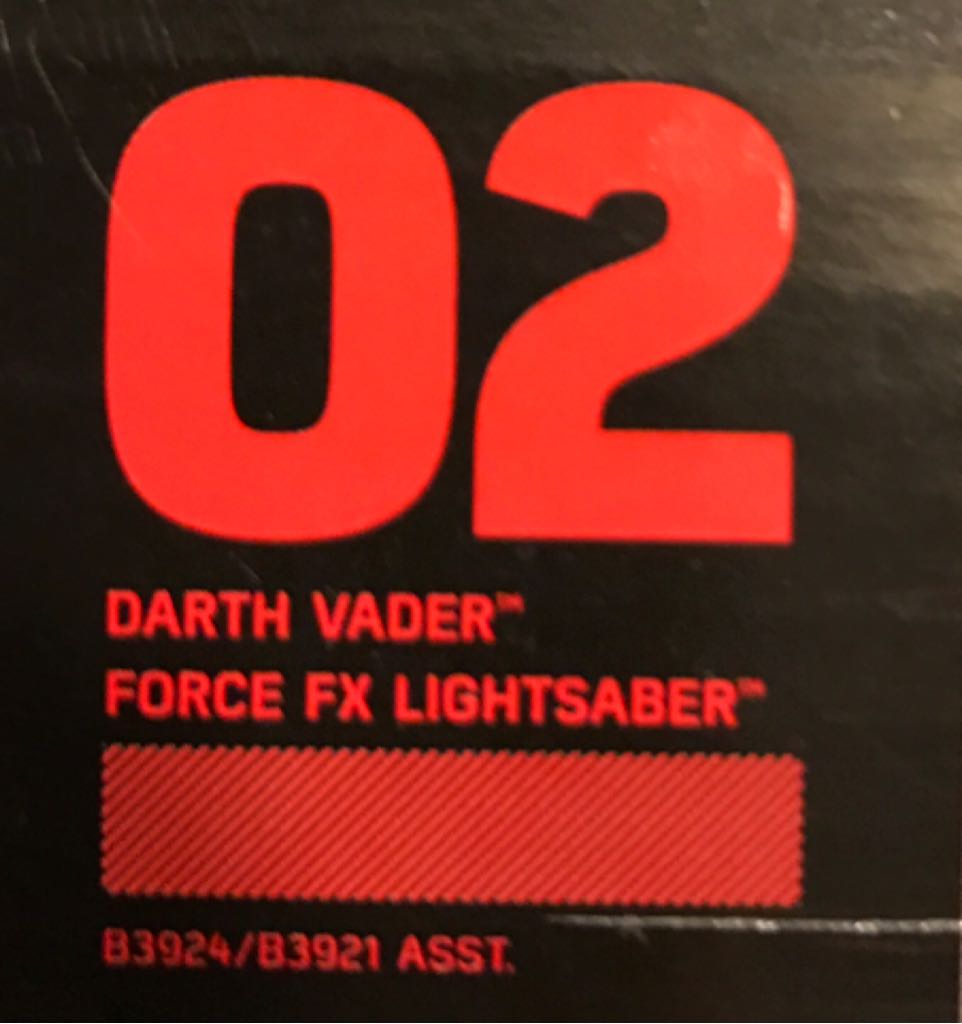 02
DARTH VADER™
FORCE FX LIGHTSABER™
B3924/B3921 ASST.